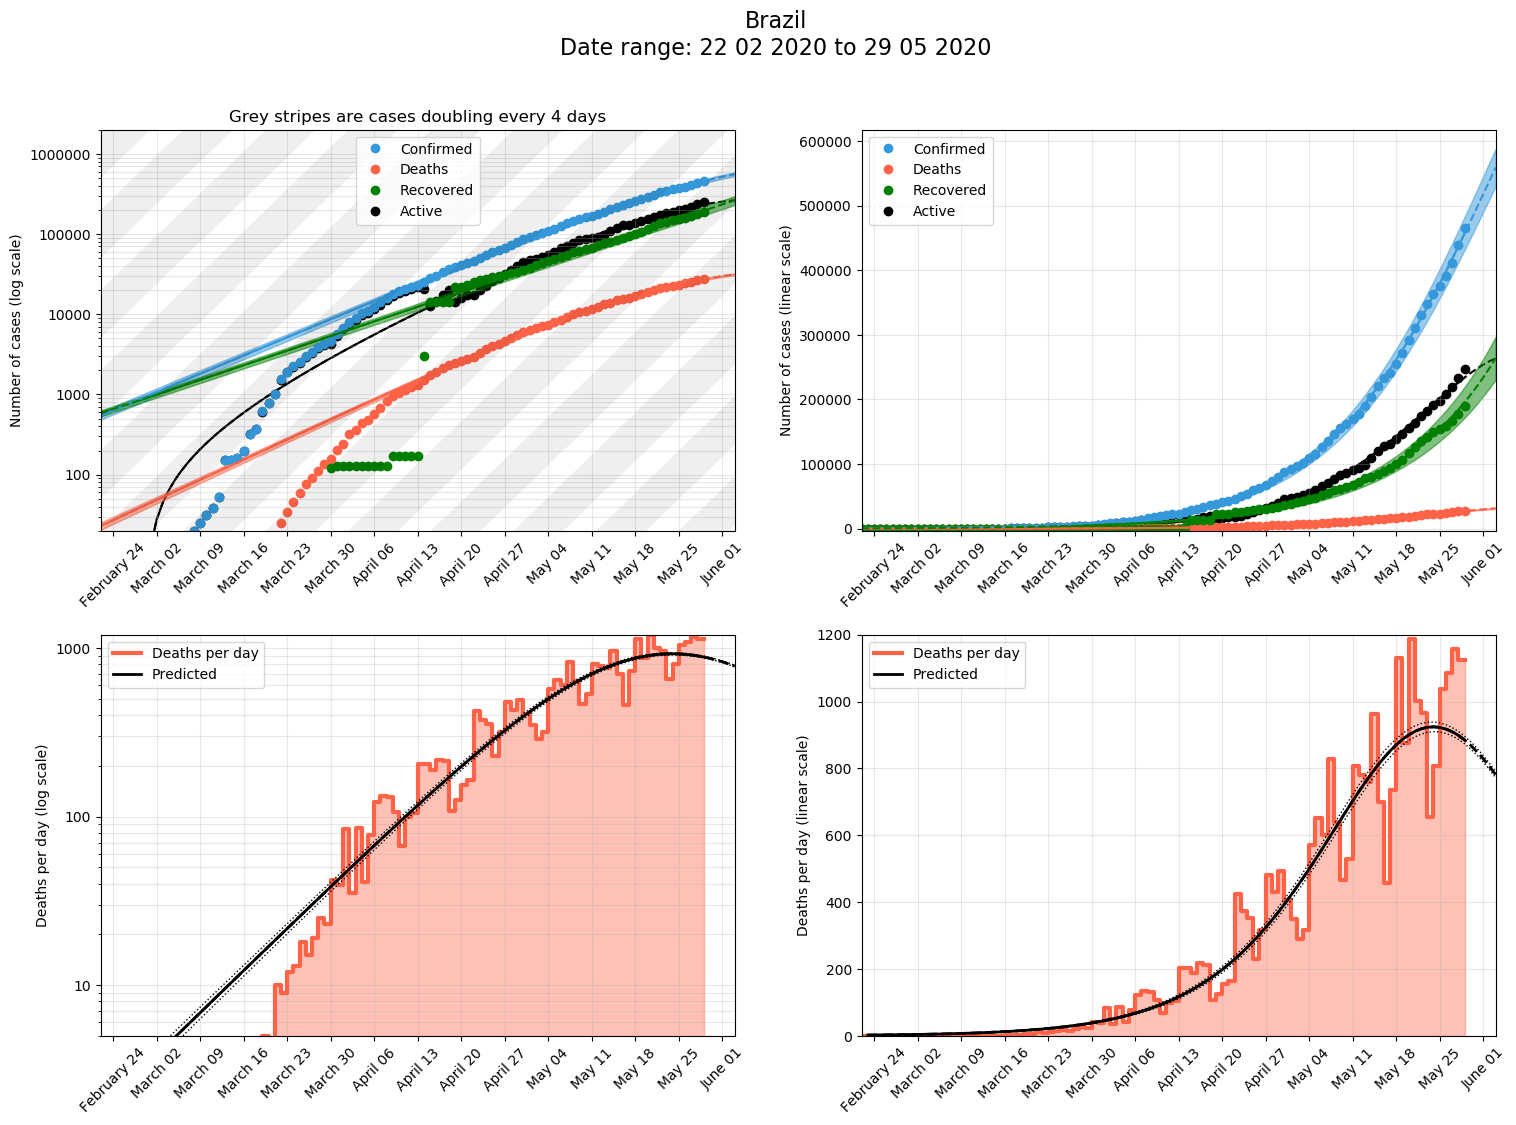 Brazil
Date range: 22 02 2020 to 29 05 2020
Grey stripes are cases doubling every 4 days
Number of cases (log scale)
1000000
100000
10000
1000
100
Confirmed
Deaths
Recovered
Active
February 24
March 02
March 09
March 16
March 23
March 30
April 06
April 13
April 20
April 27
May 04
May 11
May 18
May 25
June 01
Number of cases (linear scale)
600000
500000
400000
300000
200000
100000
0
Confirmed
Deaths
Recovered
Active
February 24
March 02
March 09
March 16
March 23
March 30
April 06
April 13
April 20
April 27
May 04
May 11
May 18
May 25
June 01
Deaths per day (log scale)
1000
100
10
Deaths per day
Predicted
February 24
March 02
March 09
March 16
March 23
March 30
April 06
April 13
April 20
April 27
May 04
May 11
May 18
May 25
June 01
Deaths per day (linear scale)
1200
1000
800
600
400
200
0
Deaths per day
Predicted
February 24
March 02
March 09
March 16
March 23
March 30
April 06
April 13
April 20
April 27
May 04
May 11
May 18
May 25
June 01